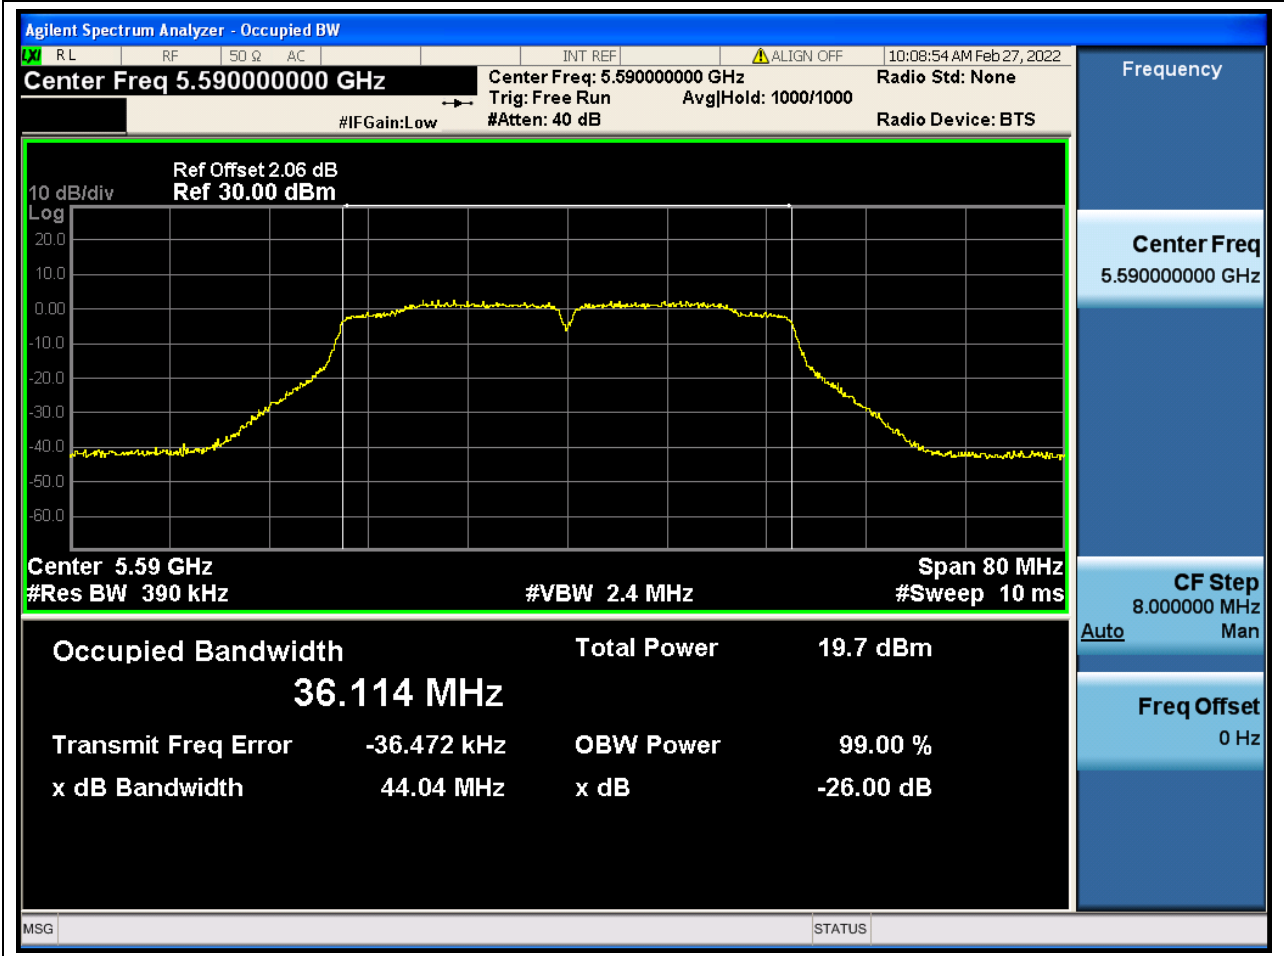 Agilent Spectrum Analyzer - Occupied BW
LXI RL RF 50 Ω AC INT REF ALIGN OFF 10:08:54 AM Feb 27, 2022
Center Freq 5.590000000 GHz
Center Freq: 5.590000000 GHz
Radio Std: None
Trig: Free Run Avg|Hold: 1000/1000
#IFGain:Low
#Atten: 40 dB
Radio Device: BTS
Ref Offset 2.06 dB
10 dB/div Ref 30.00 dBm
Log
20.0
10.0
0.00
-10.0
-20.0
-30.0
-40.0
-50.0
-60.0
Center 5.59 GHz Span 80 MHz
#Res BW 390 kHz #VBW 2.4 MHz #Sweep 10 ms
Occupied Bandwidth Total Power 19.7 dBm
36.114 MHz
Transmit Freq Error -36.472 kHz OBW Power 99.00 %
x dB Bandwidth 44.04 MHz x dB -26.00 dB
Frequency
Center Freq
5.590000000 GHz
CF Step
8.000000 MHz
Auto Man
Freq Offset
0 Hz
MSG STATUS